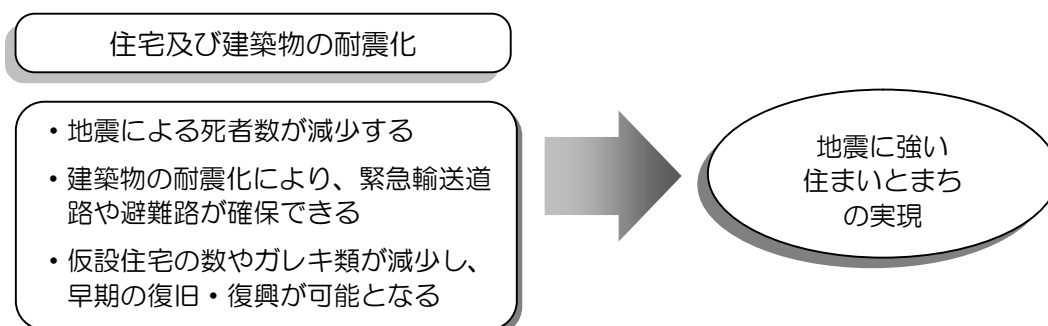 住宅及び建築物の耐震化
・地震による死者数が減少する
・建築物の耐震化により、緊急輸送道
路や避難路が確保できる
・仮設住宅の数やガレキ類が減少し、
早期の復旧・復興が可能となる
地震に強い
住まいとまち
の実現